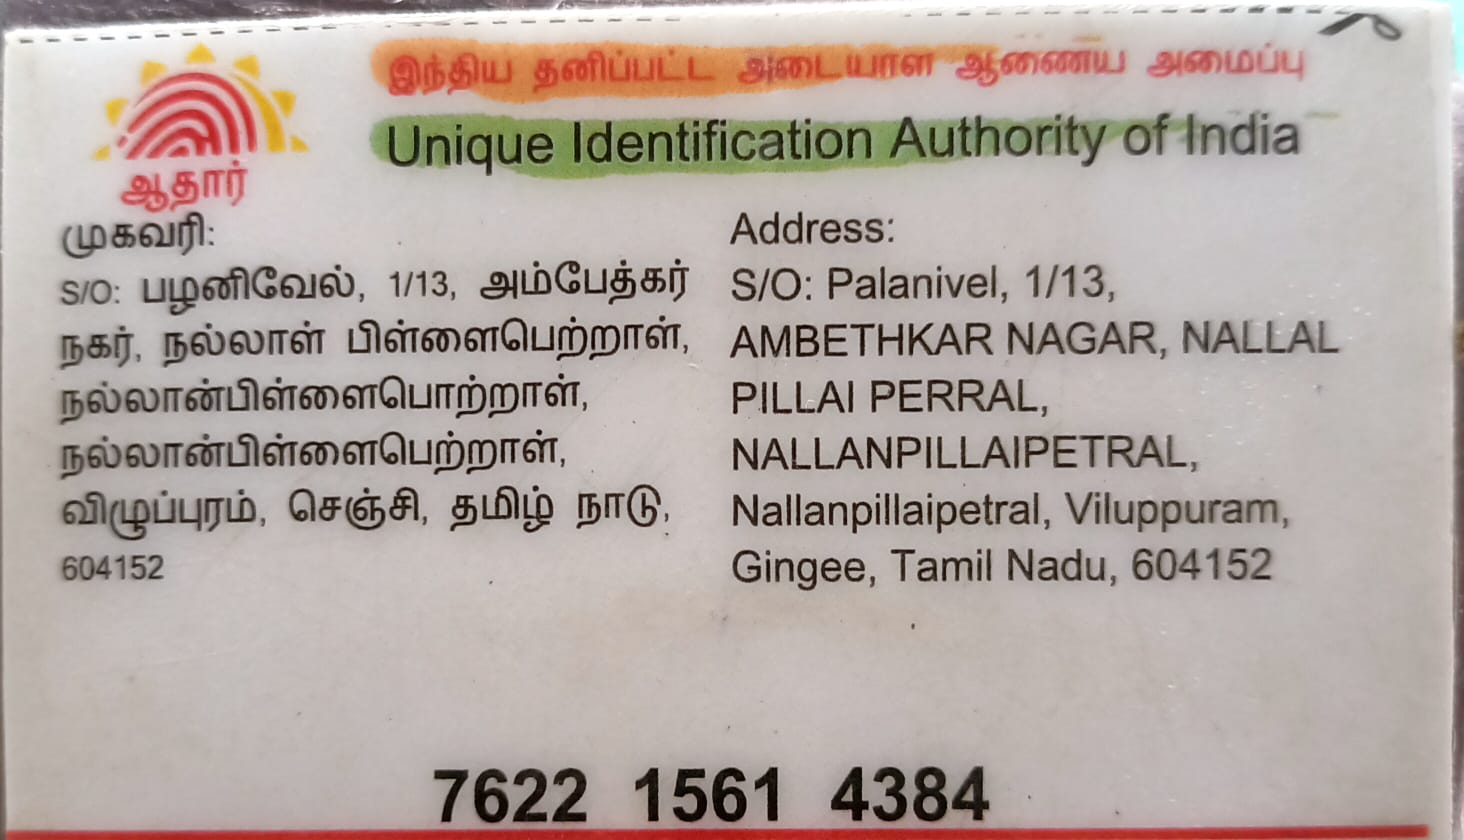 இந்திய தனிப்பட்ட அடையாள ஆணைய அமைப்பு
Unique Identification Authority of India
ஆதார்
முகவரி:
S/O: பழனிவேல், 1/13, அம்பேத்கர்
நகர், நல்லாள் பிள்ளைபெற்றாள்,
நல்லான்பிள்ளைபொற்றாள்,
நல்லான்பிள்ளைபெற்றாள்,
விழுப்புரம், செஞ்சி, தமிழ் நாடு,
604152
Address:
S/O: Palanivel, 1/13,
AMBETHKAR NAGAR, NALLAL
PILLAI PERRAL,
NALLANPILLAIPETRAL,
Nallanpillaipetral, Viluppuram,
Gingee, Tamil Nadu, 604152
7622 1561 4384